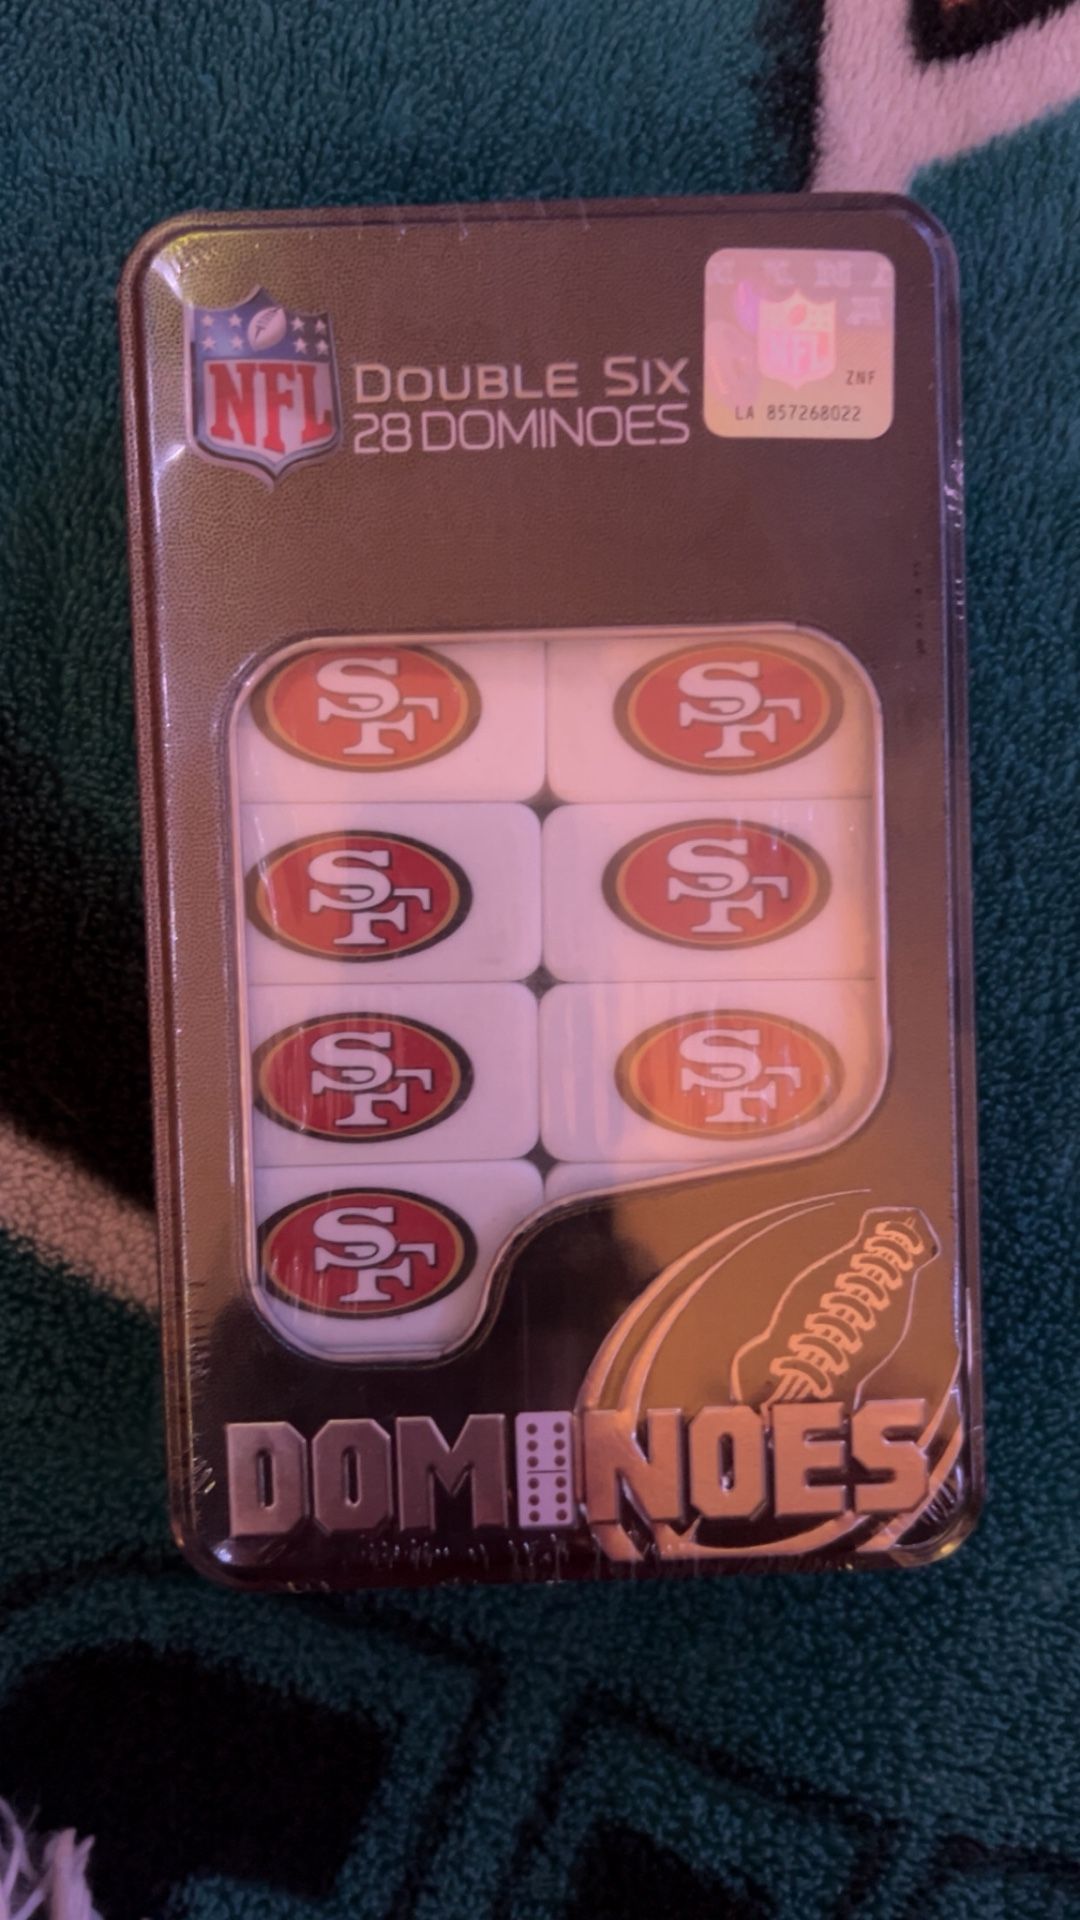 NFL
DOUBLE SIX
28 DOMINOES
NFL
ZNF
LA 857268022
SF SF
SF SF
SF SF
SF
DOMINOES